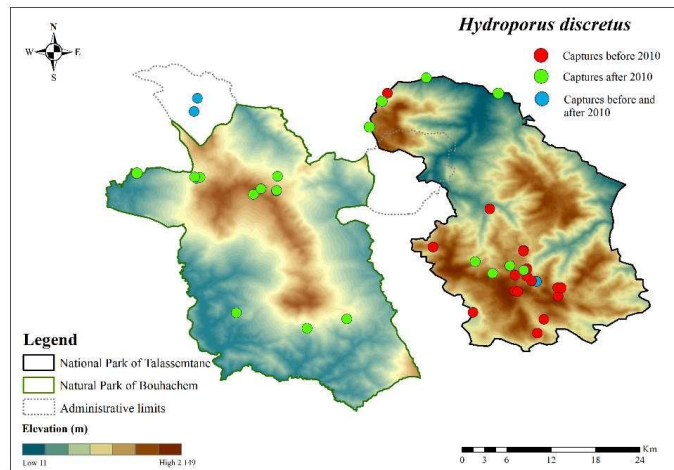 Hydroporus discretus
N
W E
S
Captures before 2010
Captures after 2010
Captures before and
after 2010
Legend
National Park of Talassemtane
Natural Park of Bouhachem
Administrative limits
Elevation (m)
Low 11 High 2 149
Km
0 3 6 12 18 24